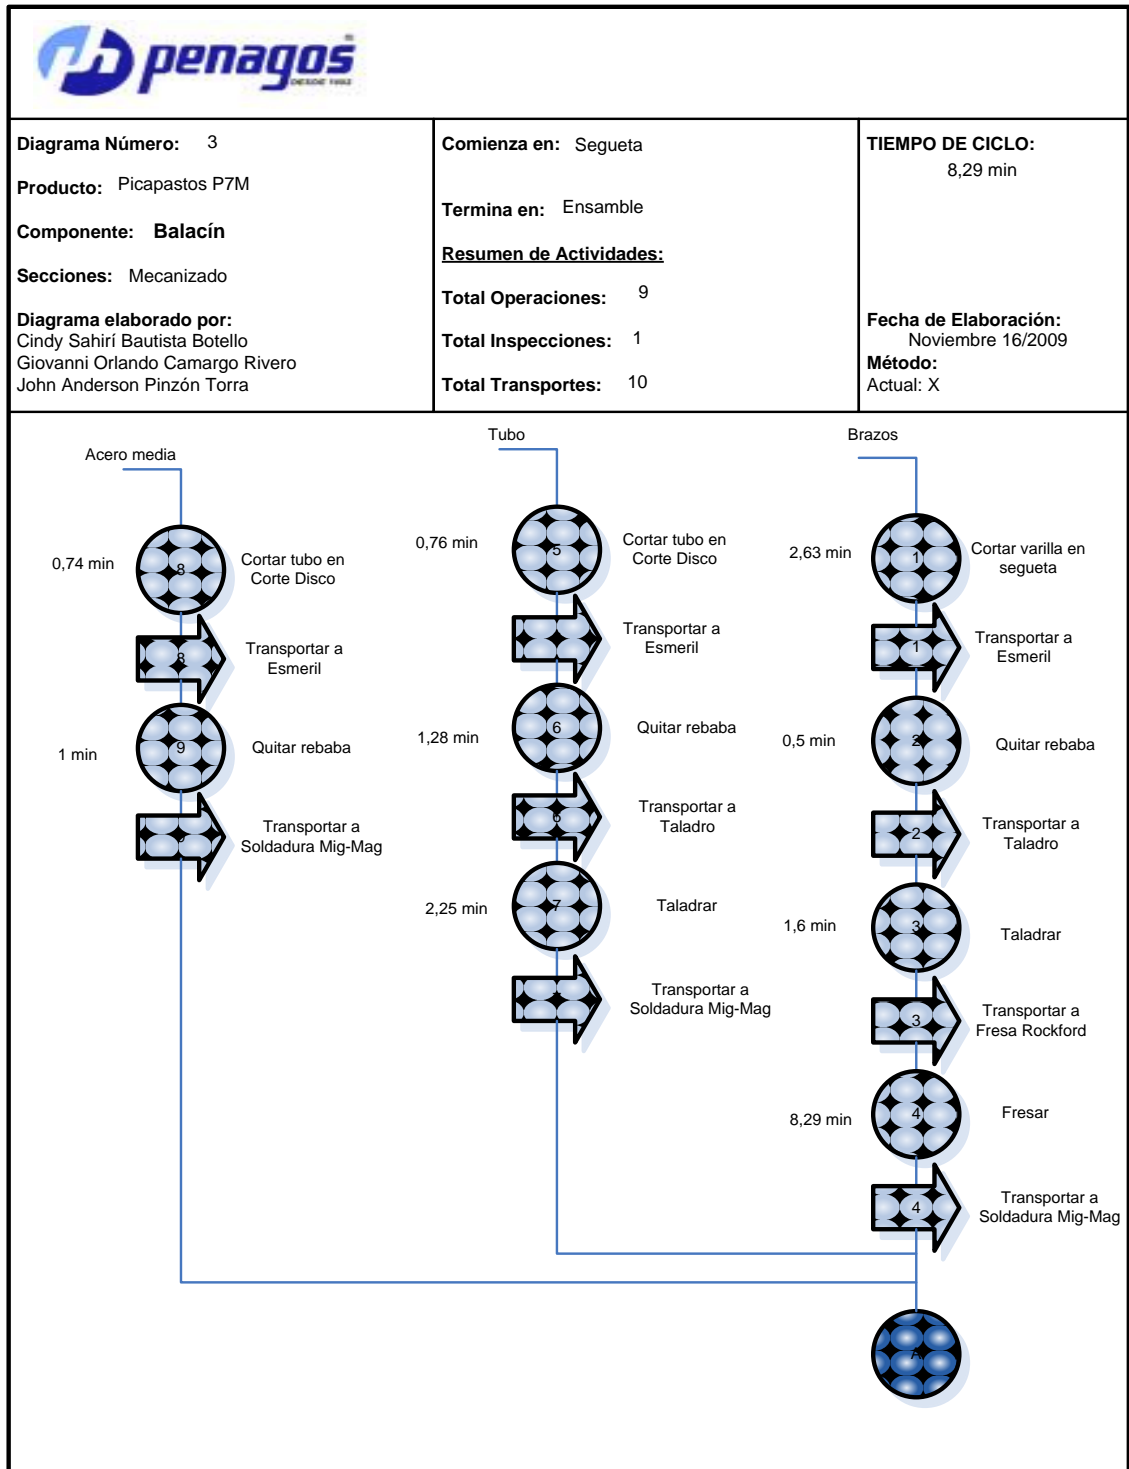 penagos
DESDE 1892
Diagrama Número: 3
Producto: Picapastos P7M
Componente: Balacín
Secciones: Mecanizado
Diagrama elaborado por:
Cindy Sahirí Bautista Botello
Giovanni Orlando Camargo Rivero
John Anderson Pinzón Torra
Comienza en: Segueta
Termina en: Ensamble
Resumen de Actividades:
Total Operaciones: 9
Total Inspecciones: 1
Total Transportes: 10
TIEMPO DE CICLO:
8,29 min
Fecha de Elaboración:
Noviembre 16/2009
Método:
Actual: X
Acero media
0,74 min
8
Cortar tubo en
Corte Disco
8
Transportar a
Esmeril
1 min
9
Quitar rebaba
Transportar a
Soldadura Mig-Mag
Tubo
0,76 min
5
Cortar tubo en
Corte Disco
Transportar a
Esmeril
1,28 min
6
Quitar rebaba
6
Transportar a
Taladro
2,25 min
7
Taladrar
Transportar a
Soldadura Mig-Mag
Brazos
2,63 min
1
Cortar varilla en
segueta
1
Transportar a
Esmeril
0,5 min
2
Quitar rebaba
2
Transportar a
Taladro
1,6 min
3
Taladrar
3
Transportar a
Fresa Rockford
8,29 min
4
Fresar
4
Transportar a
Soldadura Mig-Mag
A